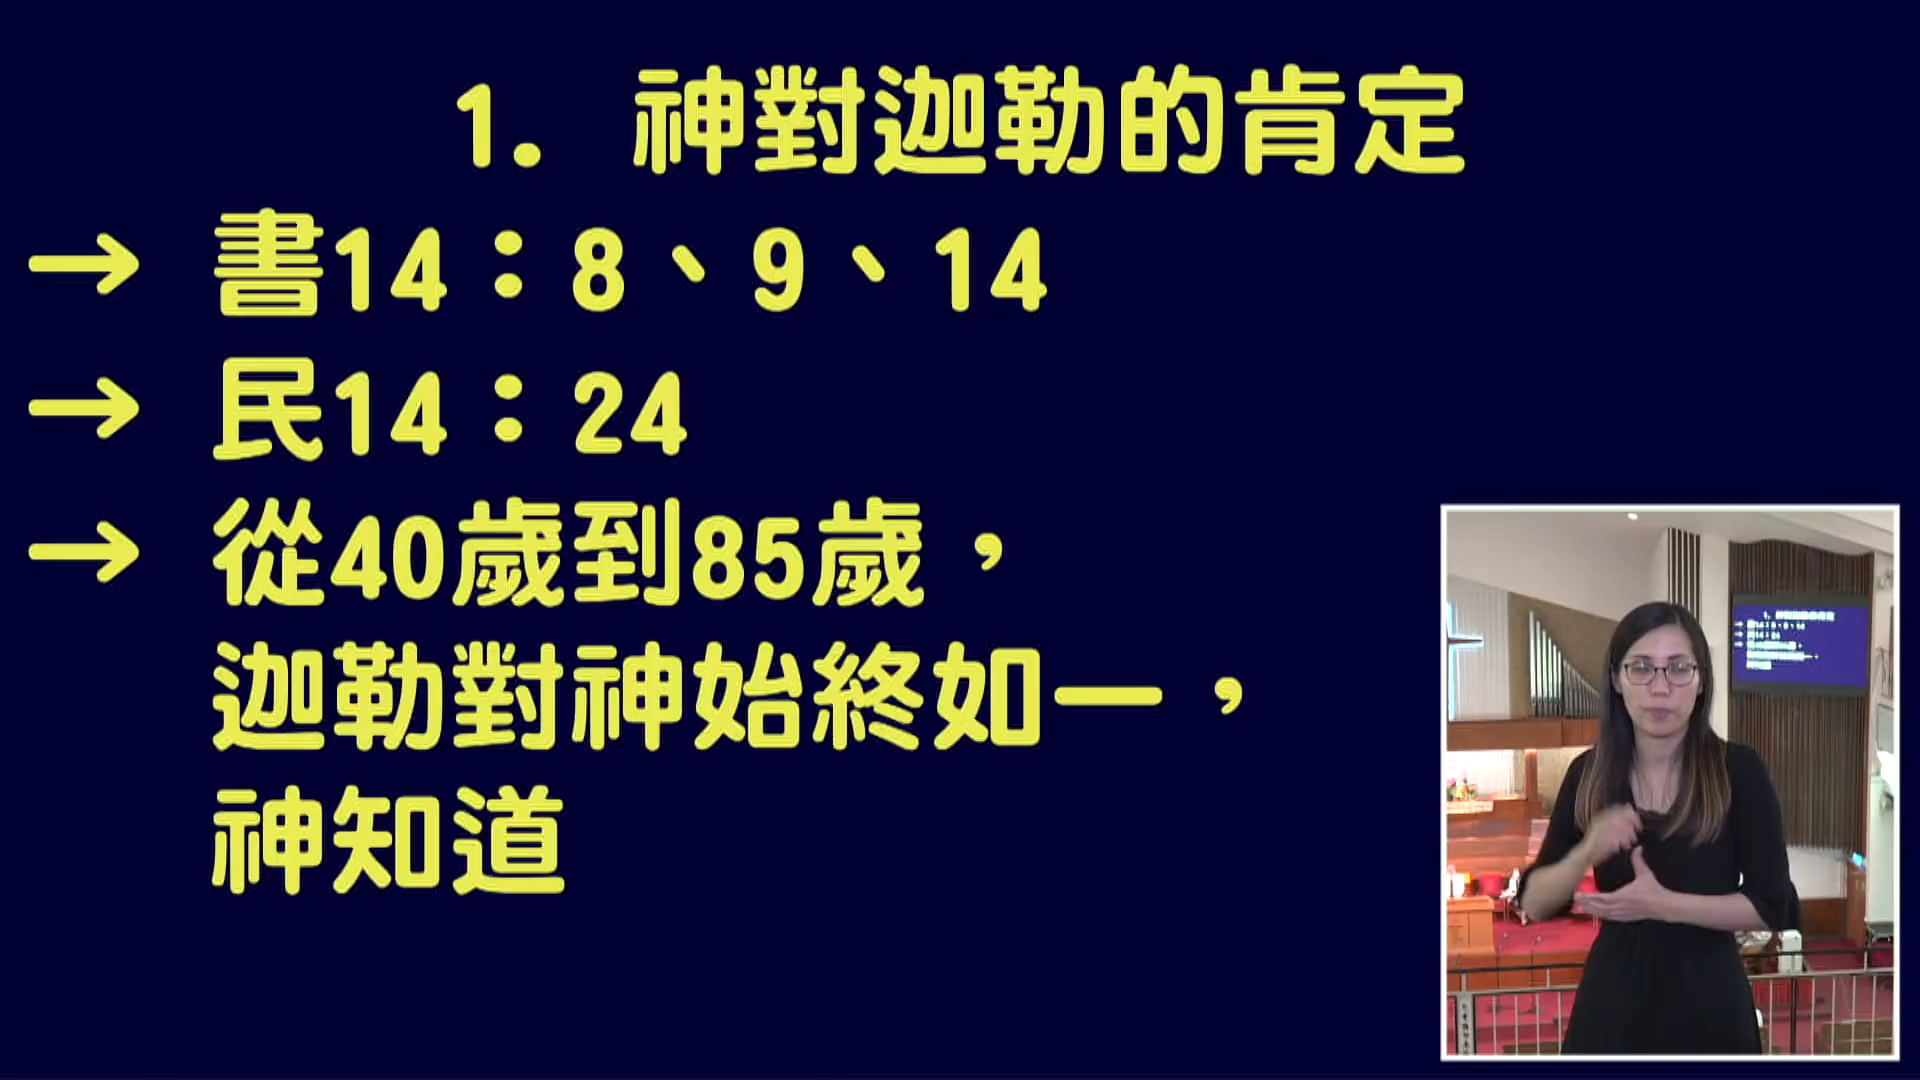 1. 神對迦勒的肯定
→ 書14：8、9、14
→ 民14：24
→ 從40歲到85歲，
迦勒對神始終如一，
神知道